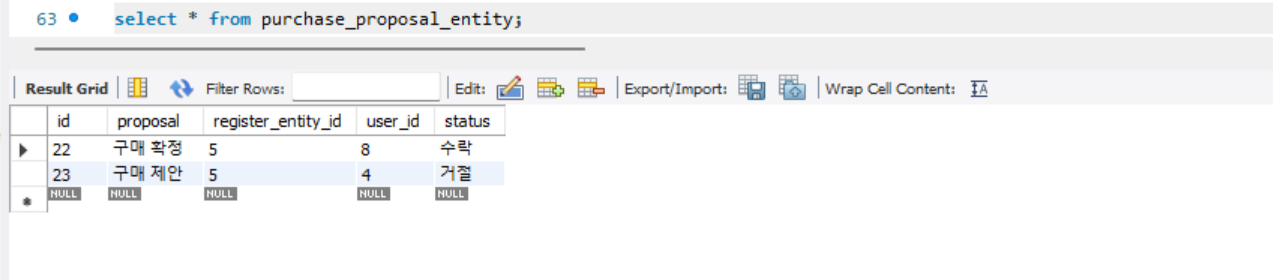 63 select * from purchase_proposal_entity;
Result Grid Filter Rows: Edit: Export/Import: Wrap Cell Content: IA
id proposal register_entity_id user_id status
22 구매 확정 5 8 수락
23 구매 제안 5 4 거절
NULL NULL NULL NULL NULL